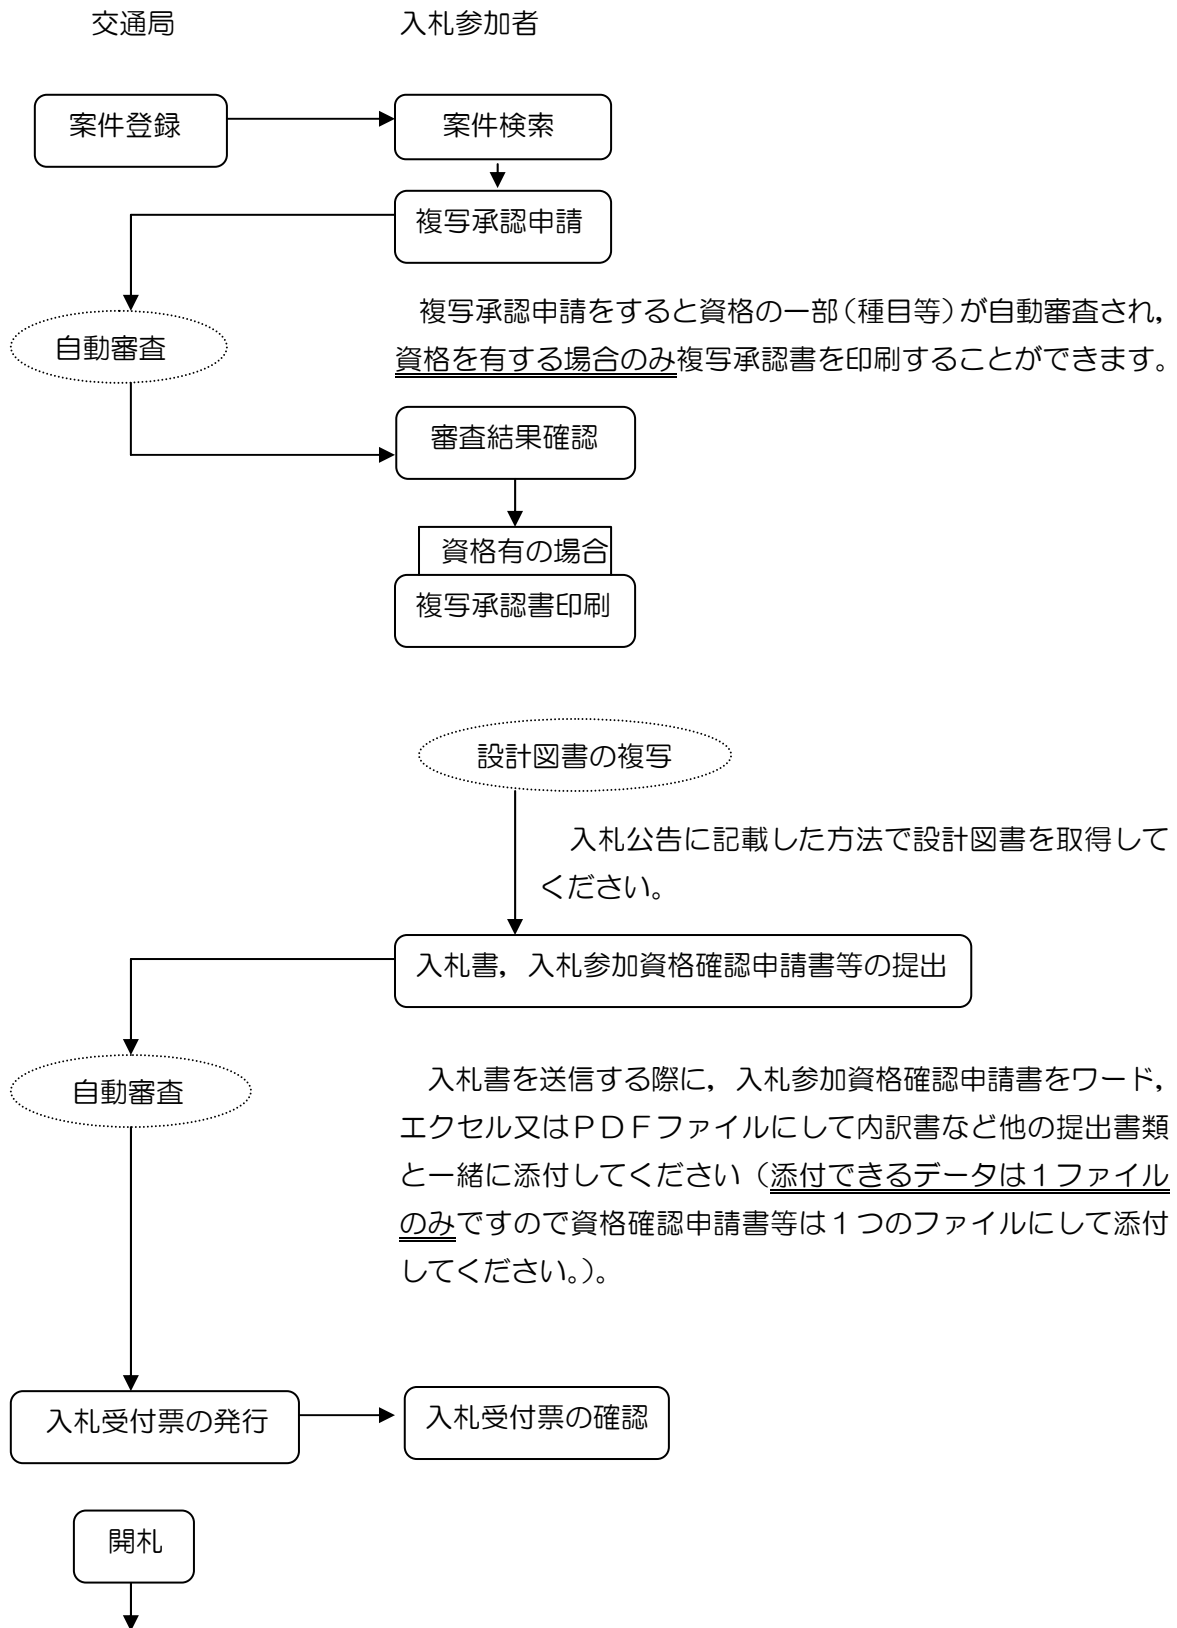 交通局　入札参加者
案件登録　案件検索
複写承認申請
複写承認申請をすると資格の一部（種目等）が自動審査され，
自動審査
資格を有する場合のみ複写承認書を印刷することができます。
審査結果確認
資格有の場合
複写承認書印刷
設計図書の複写
入札公告に記載した方法で設計図書を取得して
ください。
入札書，入札参加資格確認申請書等の提出
自動審査
入札書を送信する際に，入札参加資格確認申請書をワード，
エクセル又はＰＤＦファイルにして内訳書など他の提出書類
と一緒に添付してください（添付できるデータは１ファイル
のみですので資格確認申請書等は１つのファイルにして添付
してください。）。
入札受付票の発行　入札受付票の確認
開札